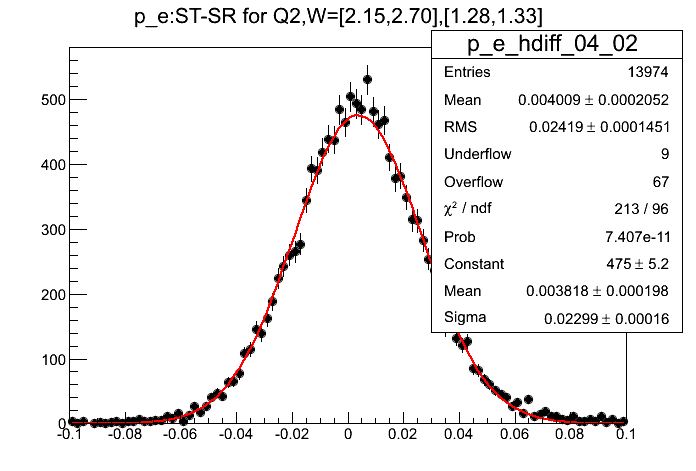 p_e:ST-SR for Q2,W=[2.15,2.70],[1.28,1.33]
p_e_hdiff_04_02
Entries 13974
Mean 0.004009 ± 0.0002052
RMS 0.02419 ± 0.0001451
Underflow 9
Overflow 67
χ² / ndf 213 / 96
Prob 7.407e-11
Constant 475 ± 5.2
Mean 0.003818 ± 0.000198
Sigma 0.02299 ± 0.00016
500
400
300
200
100
0
-0.1 -0.08 -0.06 -0.04 -0.02 0 0.02 0.04 0.06 0.08 0.1